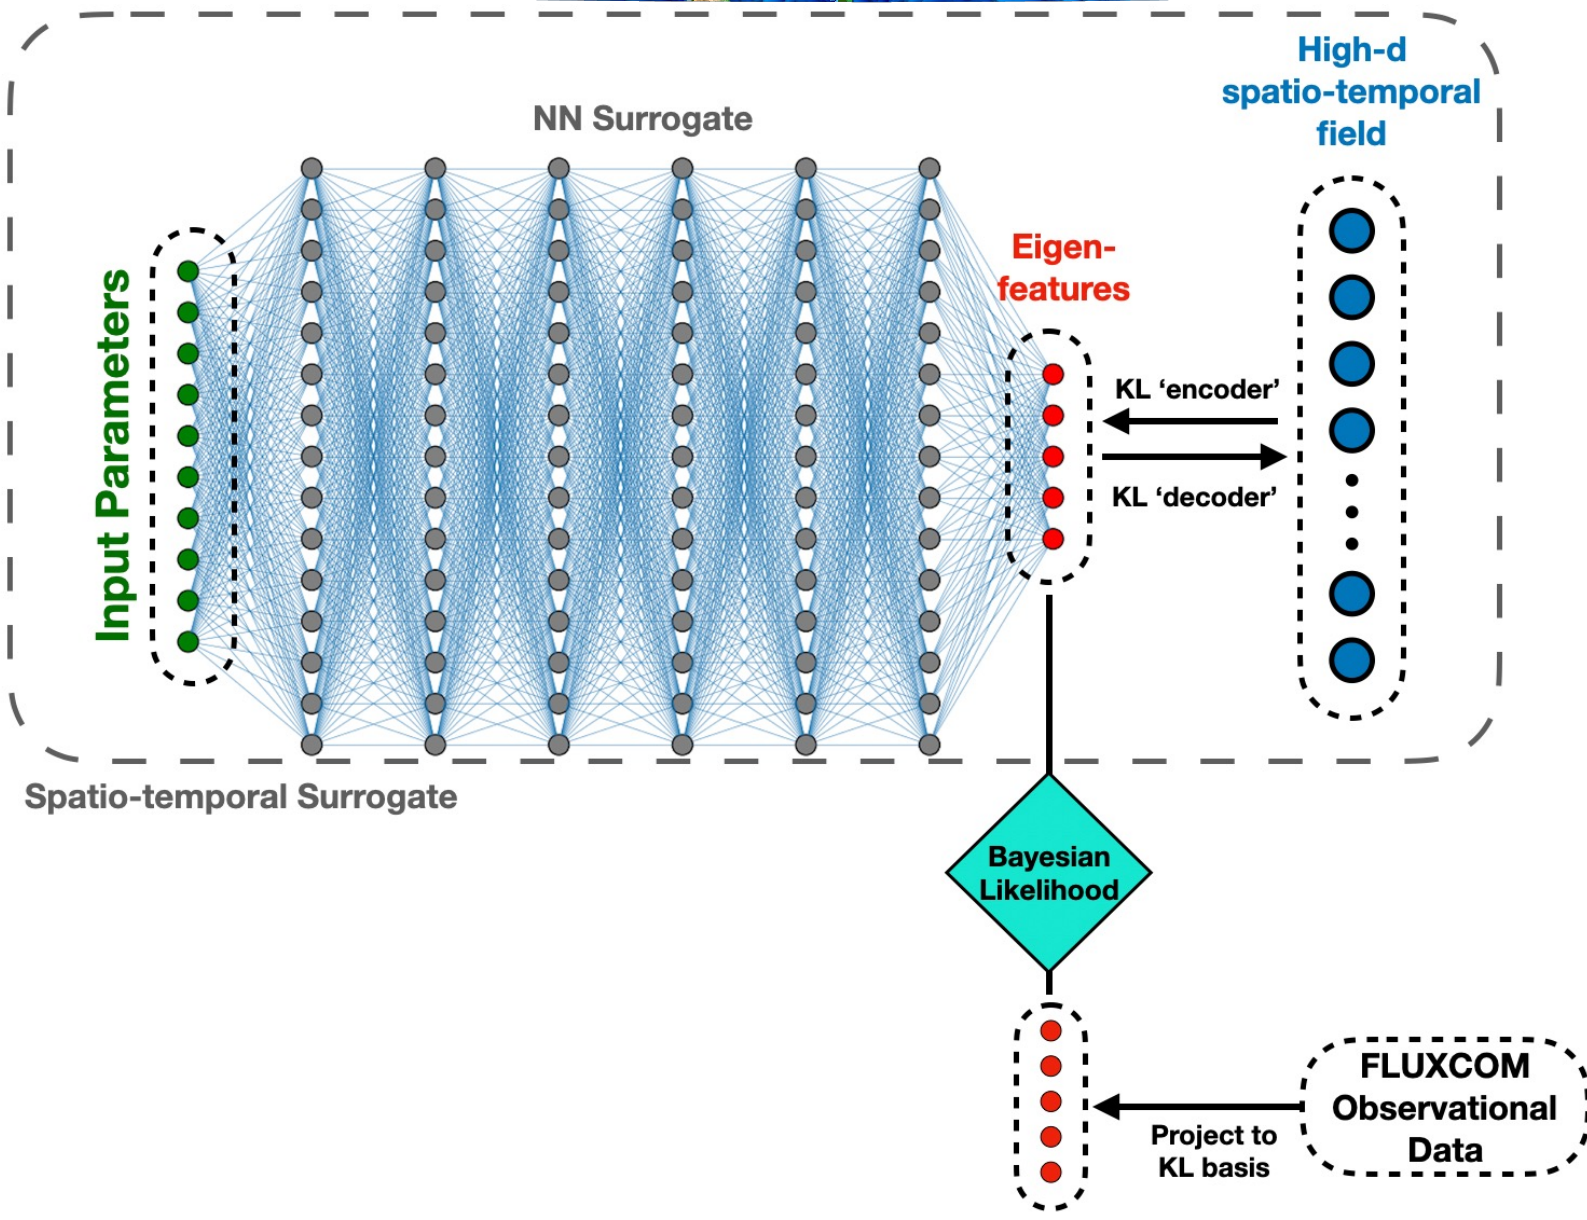 High-d
spatio-temporal
field
NN Surrogate
Eigen-
features
Input Parameters
KL ‘encoder’
KL ‘decoder’
Spatio-temporal Surrogate
Bayesian
Likelihood
FLUXCOM
Observational
Data
Project to
KL basis